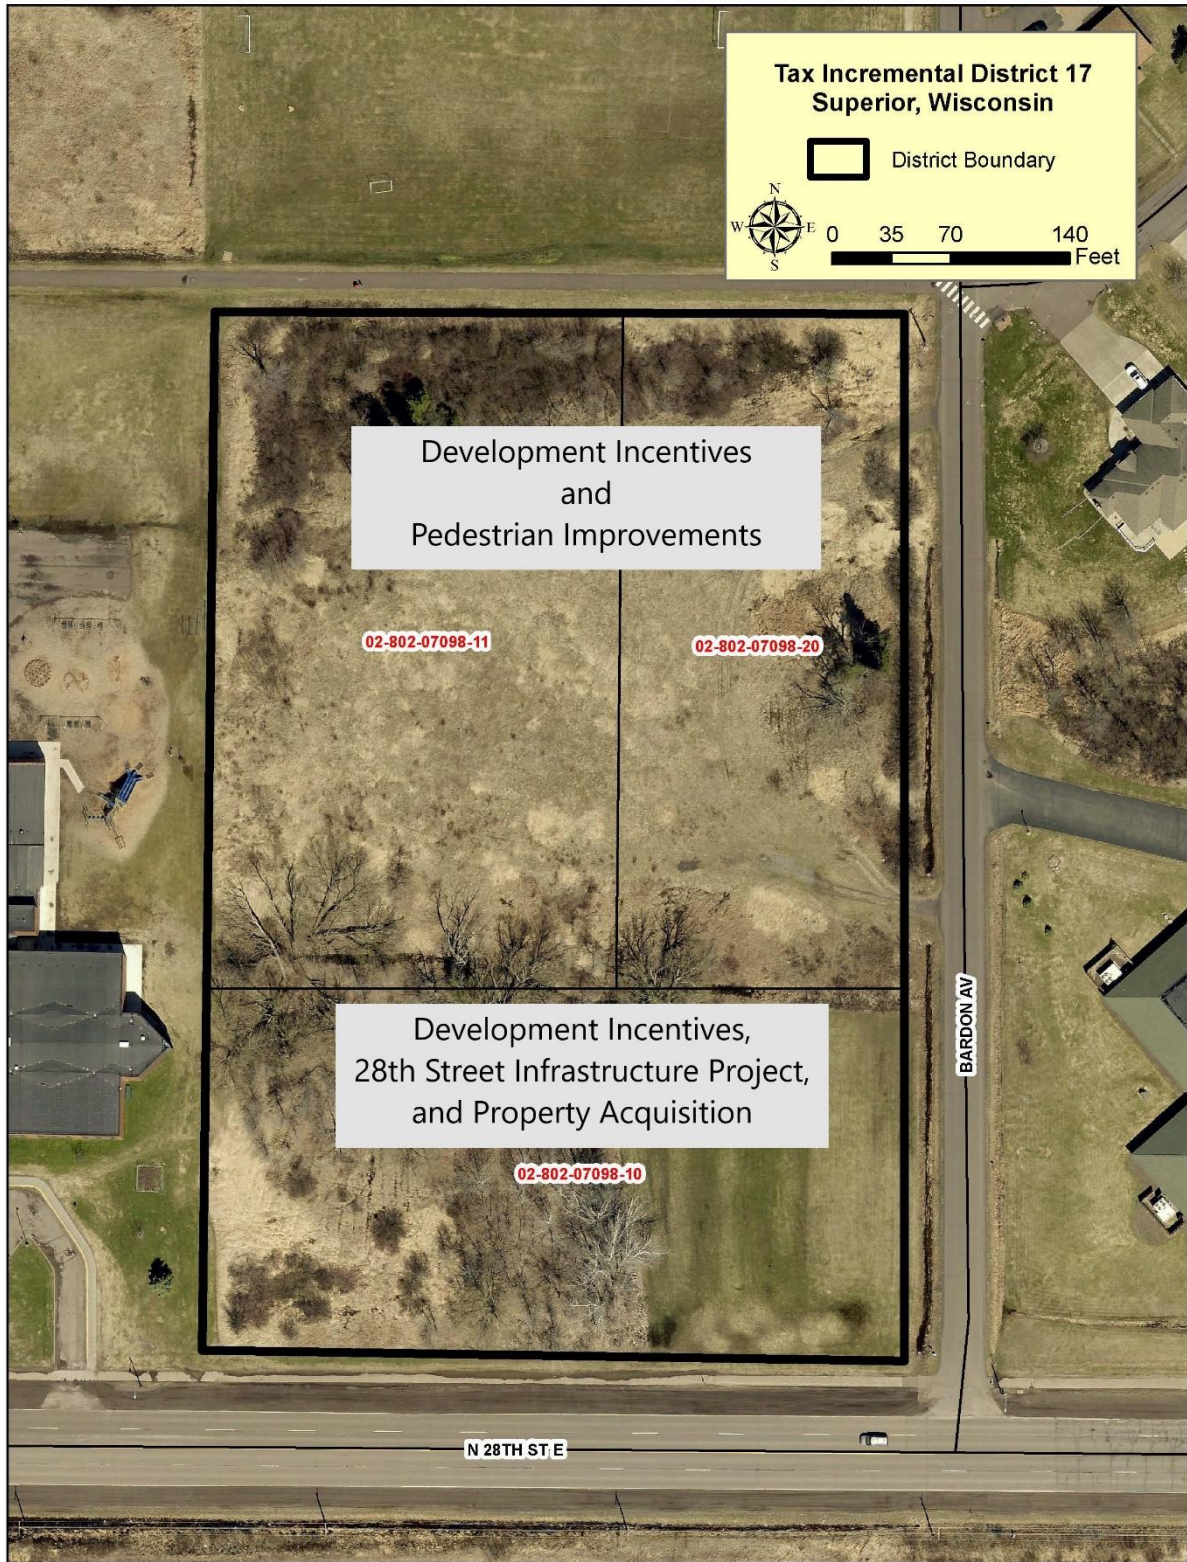 Tax Incremental District 17
Superior, Wisconsin
District Boundary
N
W E
S
0 35 70 140
Feet
Development Incentives
and
Pedestrian Improvements
02-802-07098-11
02-802-07098-20
BARDON AV
Development Incentives,
28th Street Infrastructure Project,
and Property Acquisition
02-802-07098-10
N 28TH ST E